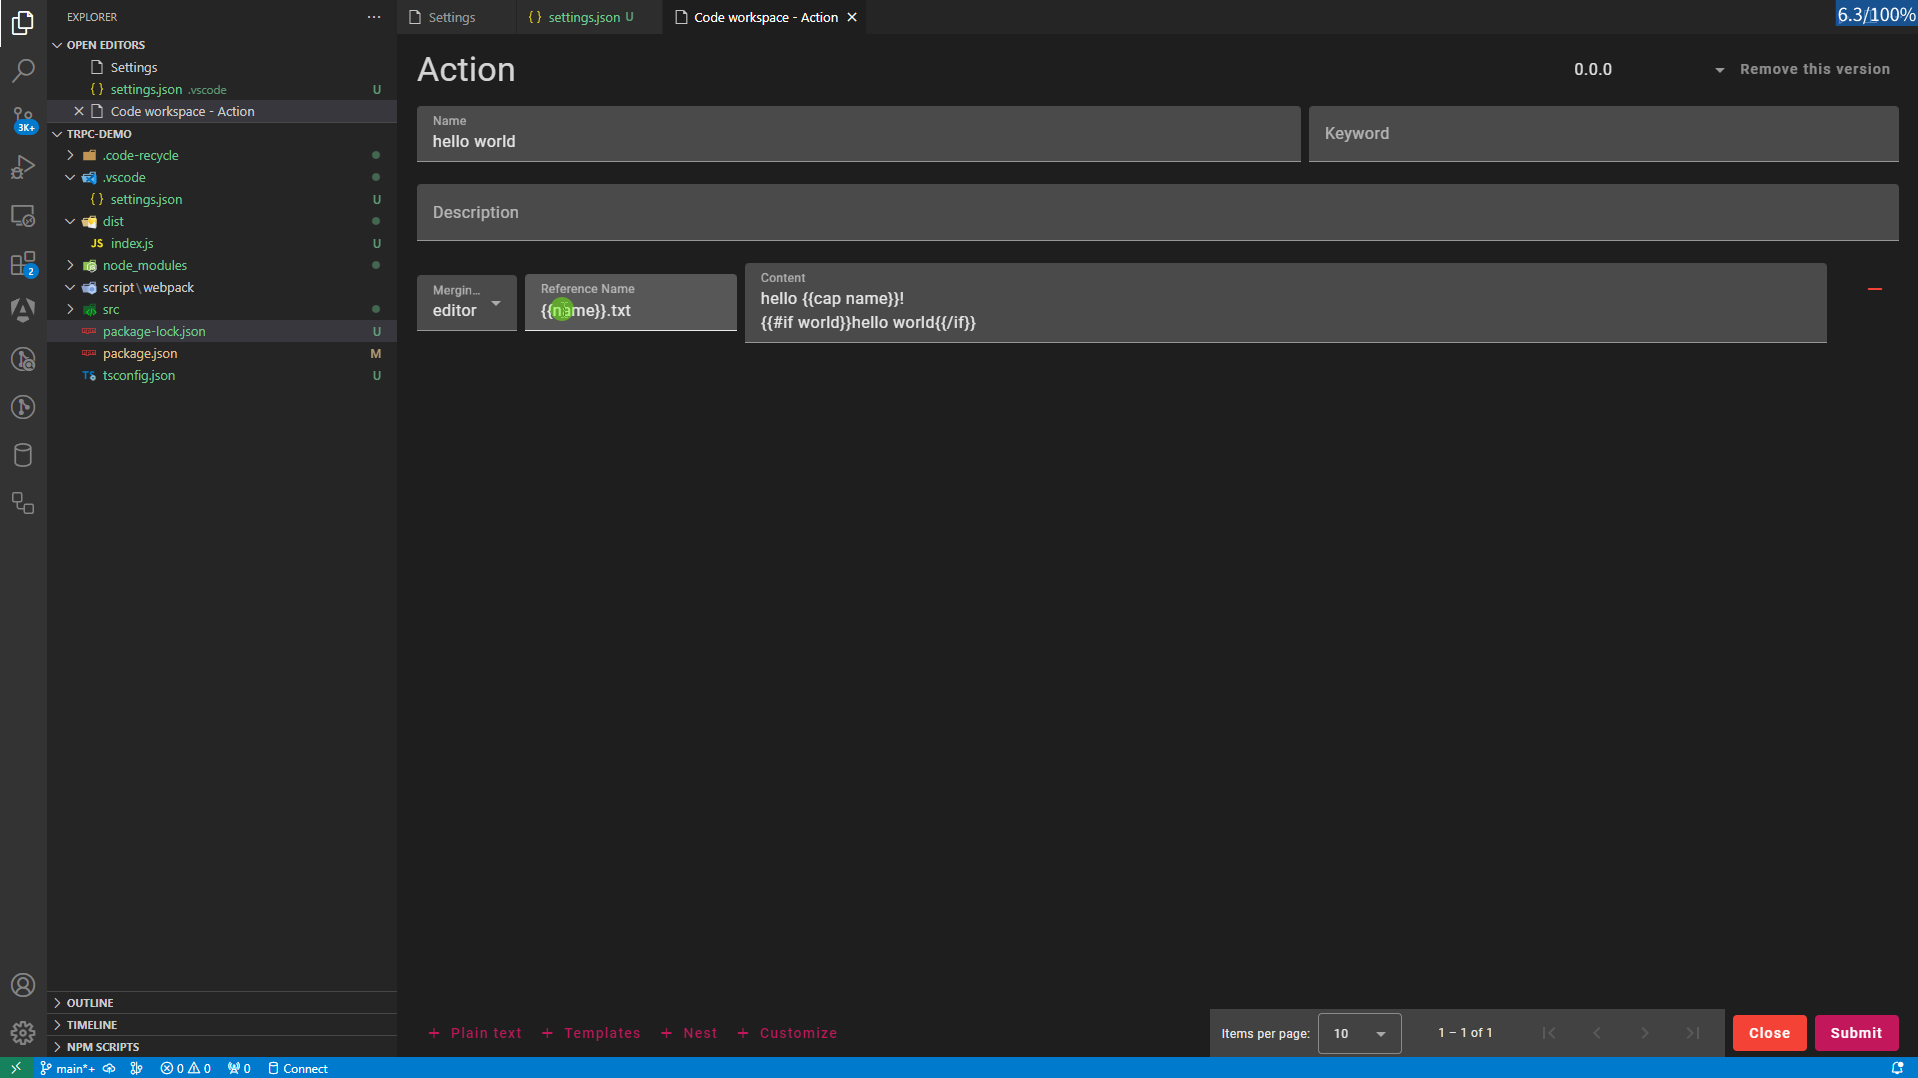 EXPLORER
OPEN EDITORS
Settings
{} settings.json .vscode U
Code workspace - Action
TRPC-DEMO
.code-recycle
.vscode
{} settings.json U
dist
JS index.js U
node_modules
script\webpack
src
package-lock.json U
package.json M
TS tsconfig.json U
OUTLINE
TIMELINE
NPM SCRIPTS
3K+
2
Settings
{} settings.json U
Code workspace - Action
6.3/100%
Action
0.0.0
Remove this version
Name
hello world
Keyword
Description
Mergin...
editor
Reference Name
{{name}}.txt
Content
hello {{cap name}}!
{{#if world}}hello world{{/if}}
+ Plain text + Templates + Nest + Customize
Items per page: 10 1 – 1 of 1
Close
Submit
main*+ 0 0 0 Connect